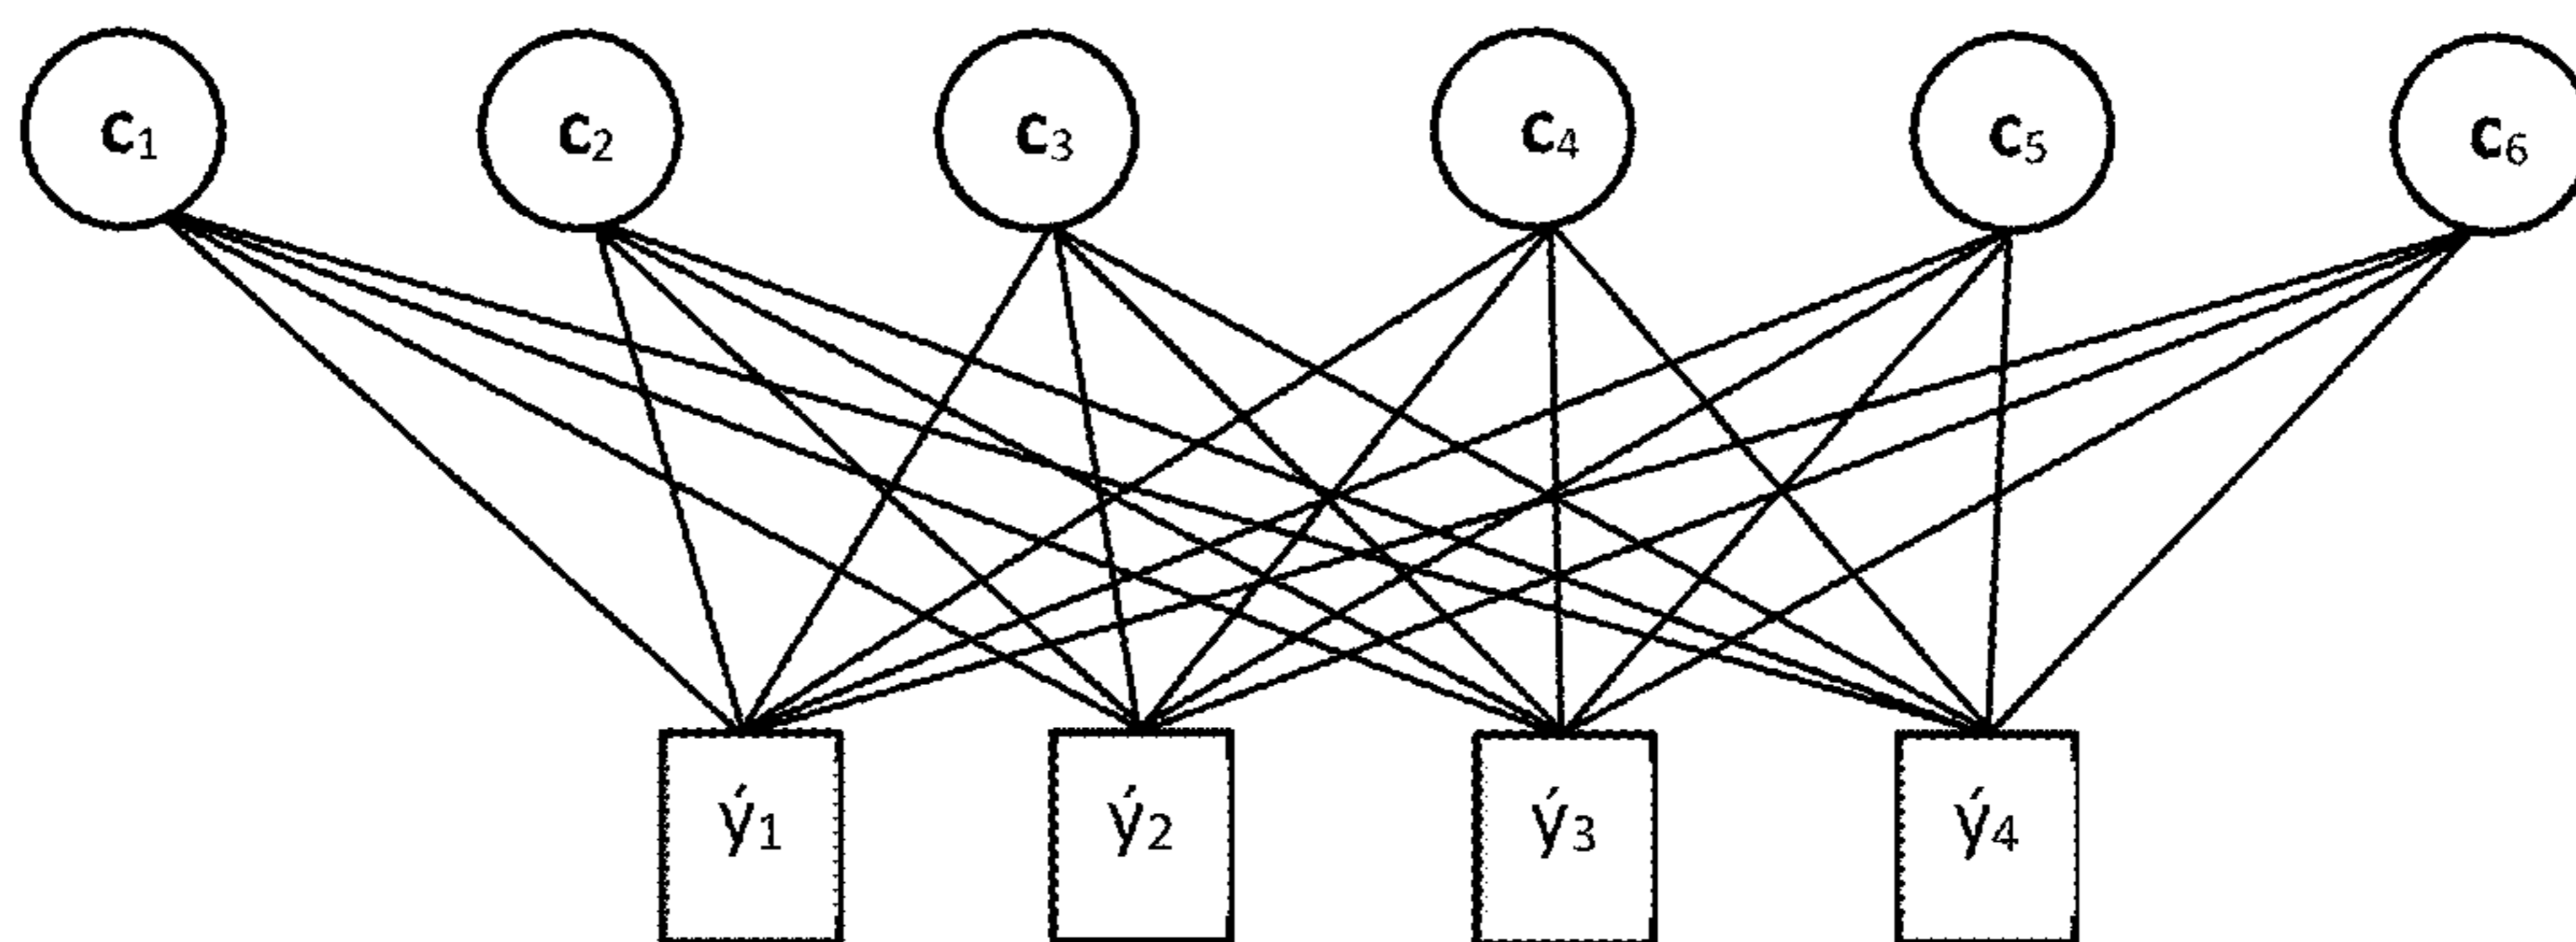 c₁ c₂ c₃ c₄ c₅ c₆
ý₁ ý₂ ý₃ ý₄